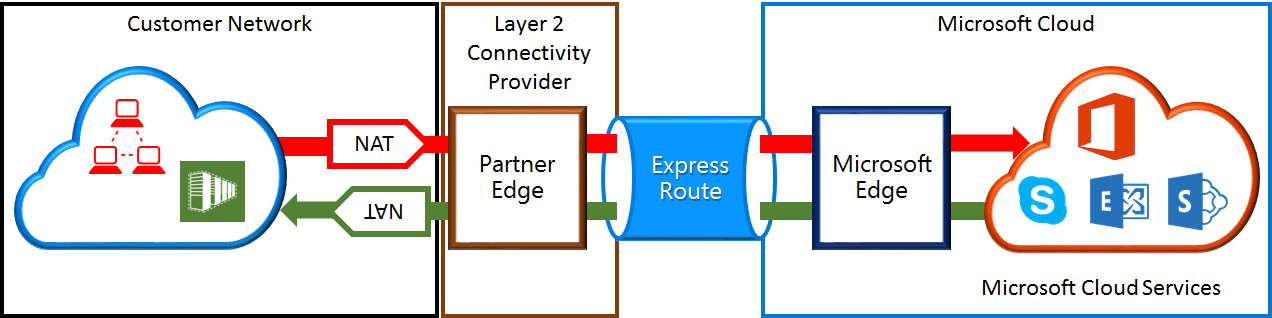 Customer Network
Layer 2
Connectivity
Provider
Microsoft Cloud
NAT
NAT
Partner
Edge
Express
Route
Microsoft
Edge
S
E
S
Microsoft Cloud Services